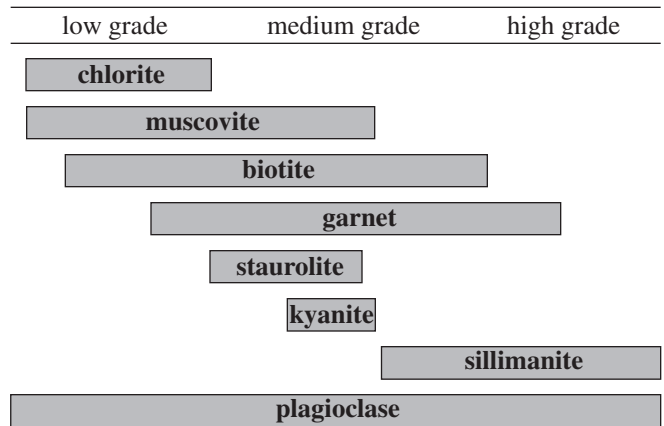 low grade medium grade high grade
chlorite
muscovite
biotite
garnet
staurolite
kyanite
sillimanite
plagioclase